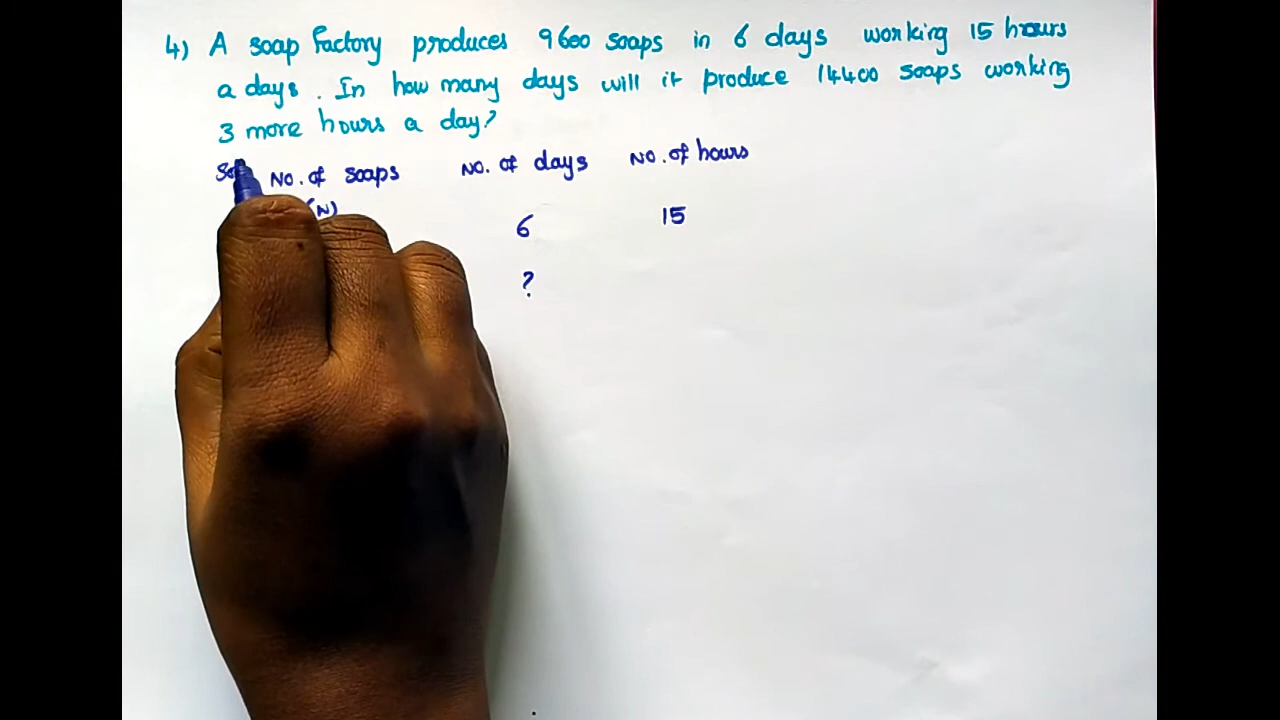 4) A soap factory produces 9600 soaps in 6 days working 15 hours
a days. In how many days will it produce 14400 soaps working
3 more hours a day?
No. of soaps No. of days No. of hours
(N) 6 15
?